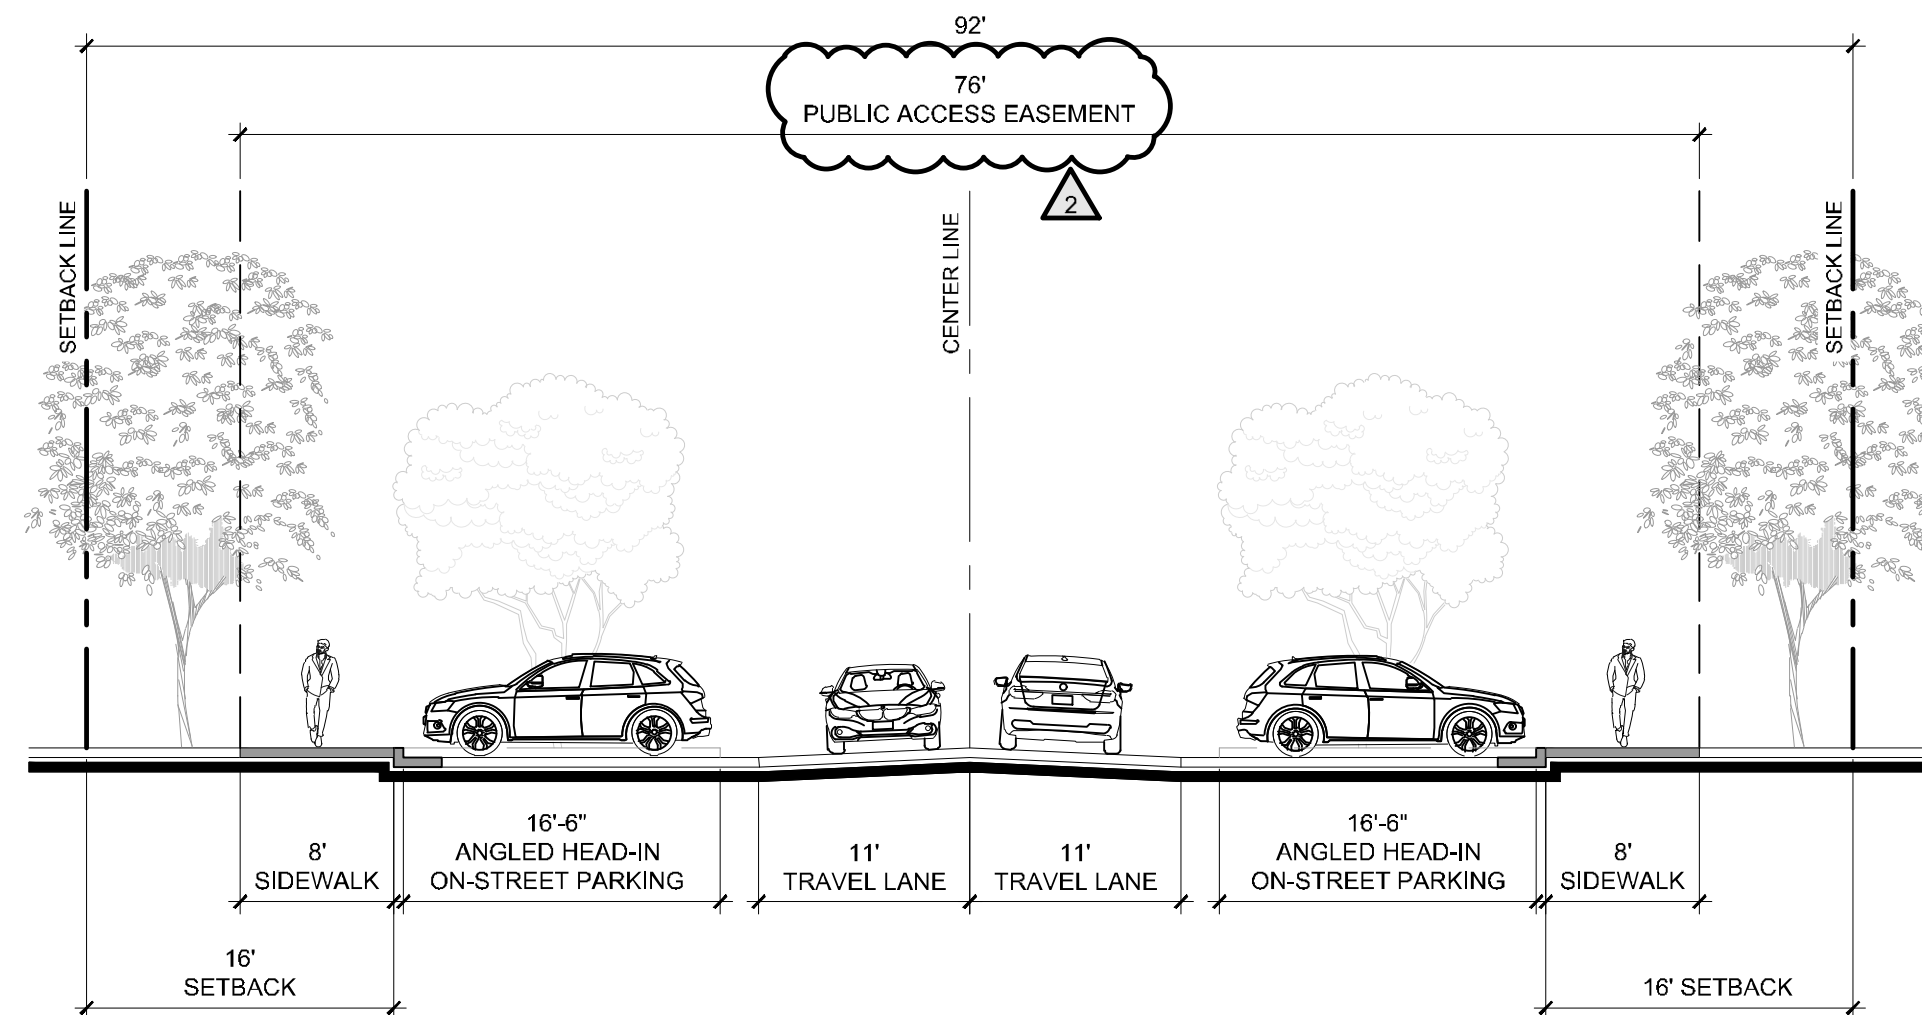 92'
76'
PUBLIC ACCESS EASEMENT
2
SETBACK LINE
CENTER LINE
SETBACK LINE
8'
SIDEWALK
16'-6"
ANGLED HEAD-IN
ON-STREET PARKING
11'
TRAVEL LANE
11'
TRAVEL LANE
16'-6"
ANGLED HEAD-IN
ON-STREET PARKING
8'
SIDEWALK
16'
SETBACK
16' SETBACK